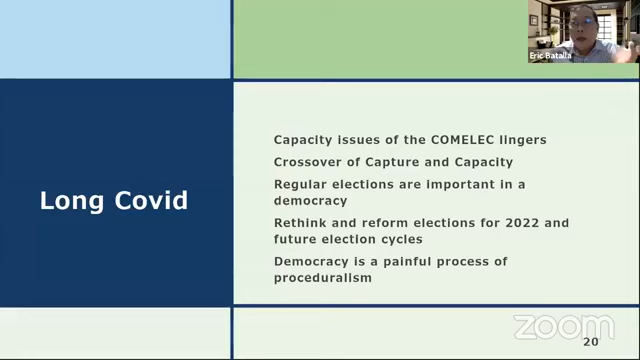 Eric Batalla
Long Covid
Capacity issues of the COMELEC lingers
Crossover of Capture and Capacity
Regular elections are important in a
democracy
Rethink and reform elections for 2022 and
future election cycles
Democracy is a painful process of
proceduralism
zoom
20